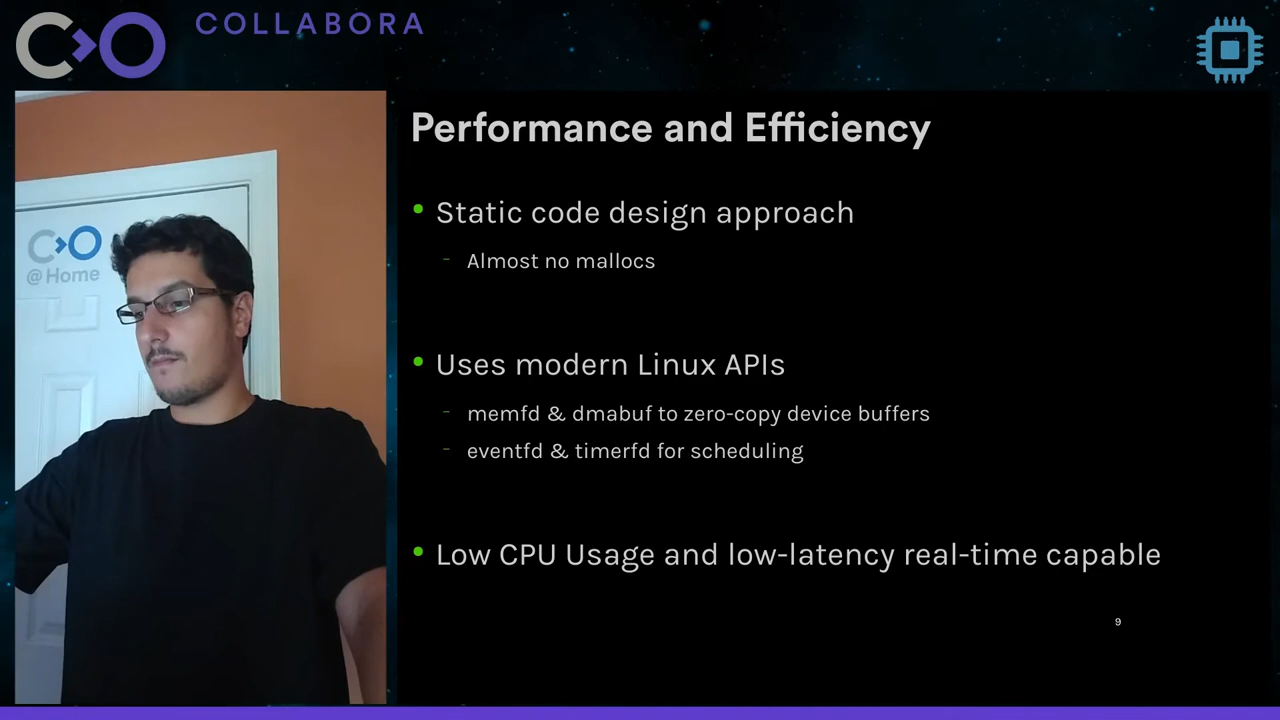 COLLABORA
@Home
Performance and Efficiency
• Static code design approach
– Almost no mallocs
• Uses modern Linux APIs
– memfd & dmabuf to zero-copy device buffers
– eventfd & timerfd for scheduling
• Low CPU Usage and low-latency real-time capable
9